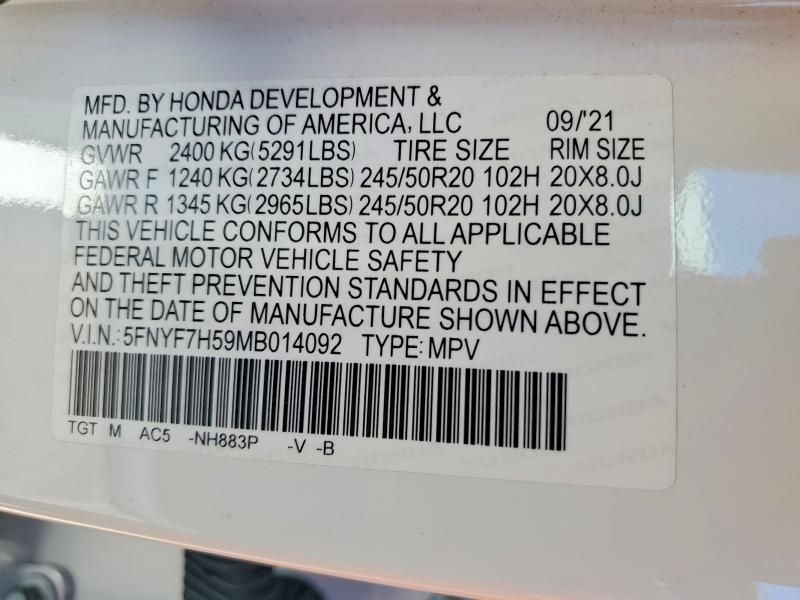 MFD. BY HONDA DEVELOPMENT &
MANUFACTURING OF AMERICA, LLC 09/'21
GVWR 2400 KG(5291LBS) TIRE SIZE RIM SIZE
GAWR F 1240 KG(2734LBS) 245/50R20 102H 20X8.0J
GAWR R 1345 KG(2965LBS) 245/50R20 102H 20X8.0J
THIS VEHICLE CONFORMS TO ALL APPLICABLE
FEDERAL MOTOR VEHICLE SAFETY
AND THEFT PREVENTION STANDARDS IN EFFECT
ON THE DATE OF MANUFACTURE SHOWN ABOVE.
V.I.N.: 5FNYF7H59MB014092 TYPE: MPV
TGT M AC5 -NH883P -V -B
HONDA HONDA